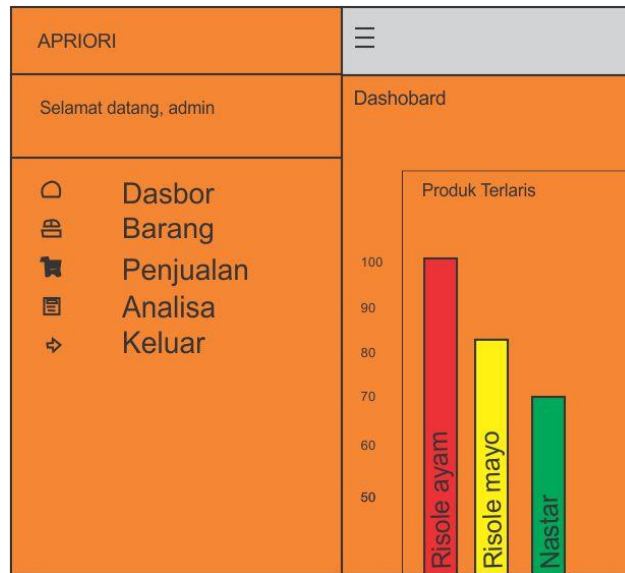 APRIORI
Selamat datang, admin
Dasbor
Barang
Penjualan
Analisa
Keluar
Dashobard
Produk Terlaris
100
90
80
70
60
50
Risole ayam
Risole mayo
Nastar